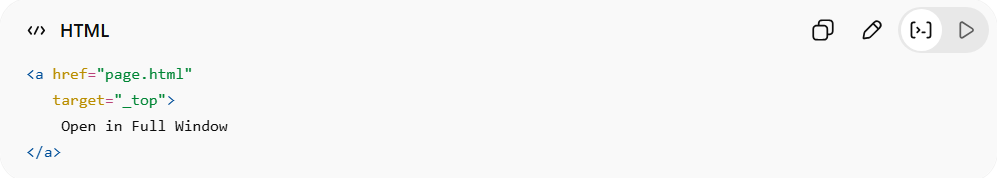 HTML
<a href="page.html"
   target="_top">
    Open in Full Window
</a>